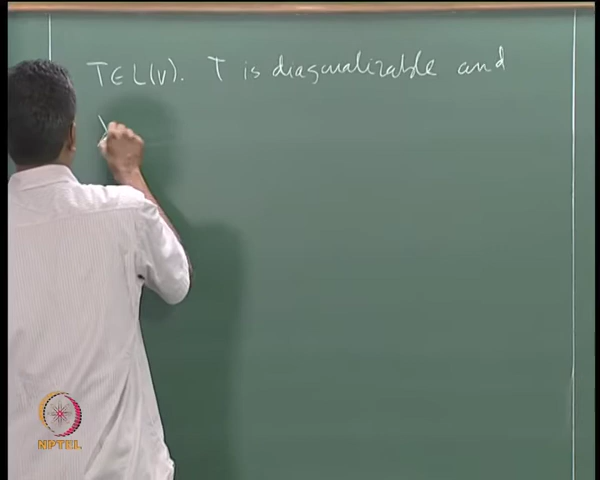 T ∈ L(V). T is diagonalizable and
NPTEL